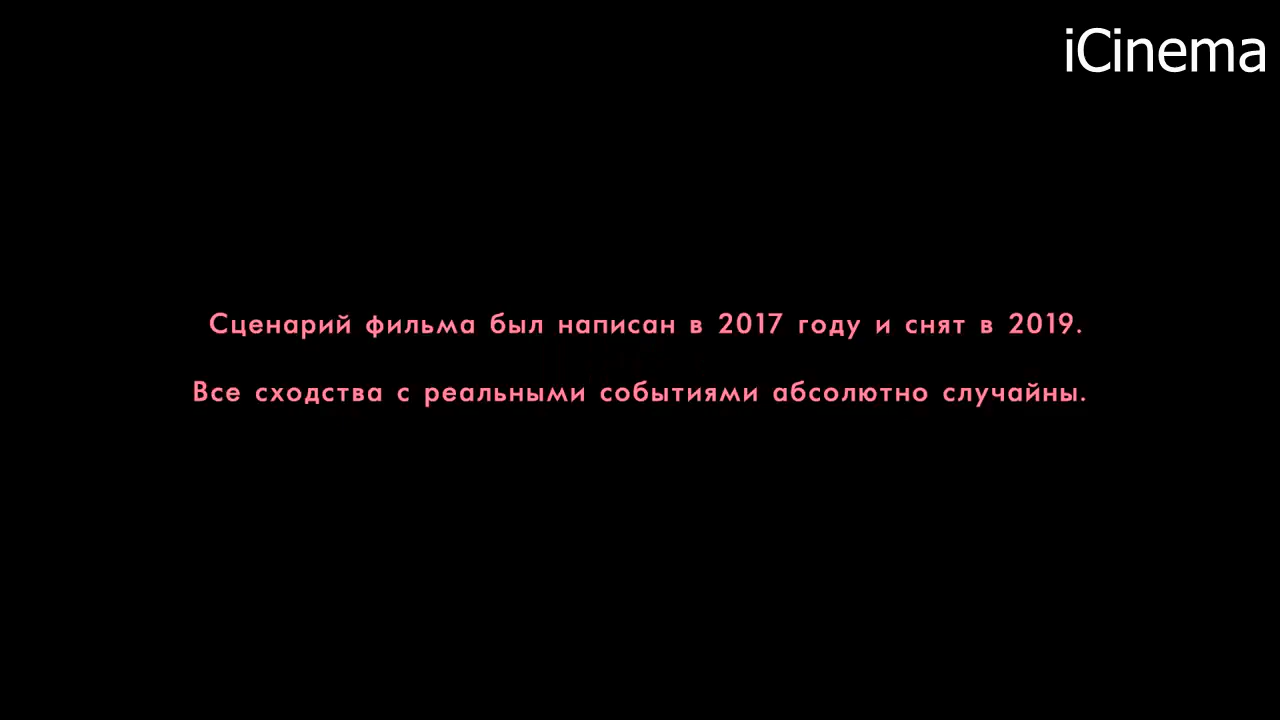 iCinema
Сценарий фильма был написан в 2017 году и снят в 2019.
Все сходства с реальными событиями абсолютно случайны.